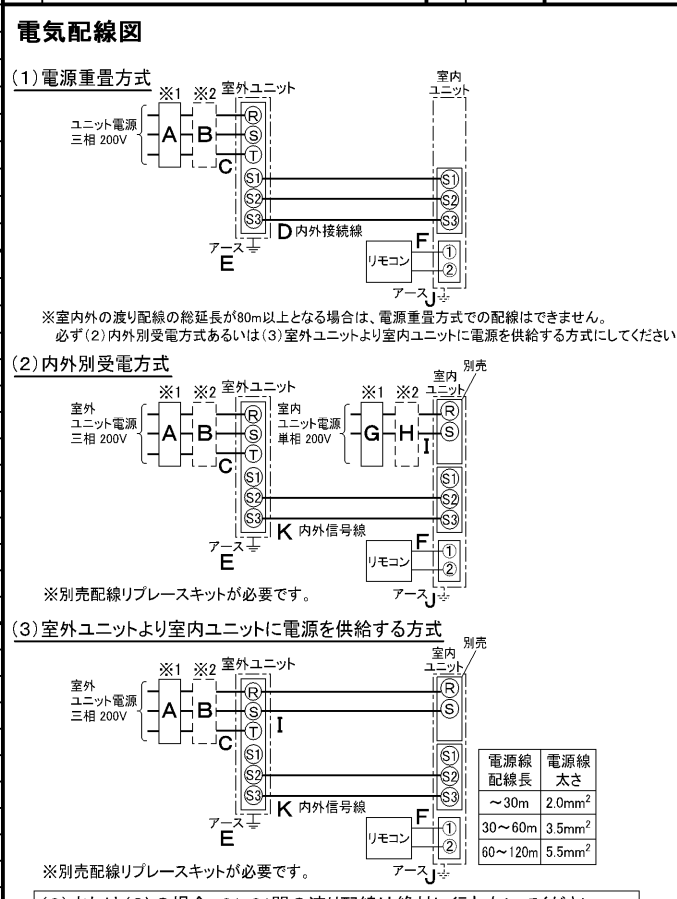 電気配線図
(1)電源重畳方式
※1 ※2 室外ユニット
室内
ユニット
ユニット電源
三相 200V
A B C
R
S
T
S1
S2
S3
S1
S2
S3
D 内外接続線
アース
E
リモコン
F
①
②
アース J
※室内外の渡り配線の総延長が80m以上となる場合は、電源重畳方式での配線はできません。
必ず(2)内外別受電方式あるいは(3)室外ユニットより室内ユニットに電源を供給する方式にしてください
(2)内外別受電方式
※1 ※2 室外ユニット
※1 ※2
室内
ユニット
別売
室外
ユニット電源
三相 200V
A B C
R
S
T
S1
S2
S3
室内
ユニット電源
単相 200V
G H I
R
S
S1
S2
S3
K 内外信号線
アース
E
リモコン
F
①
②
アース J
※別売配線リプレースキットが必要です。
(3)室外ユニットより室内ユニットに電源を供給する方式
※1 ※2 室外ユニット
室内
ユニット
別売
室外
ユニット電源
三相 200V
A B C
R
S
T
S1
S2
S3
I
R
S
S1
S2
S3
K 内外信号線
アース
E
リモコン
F
①
②
アース J
電源線配線長 電源線太さ
~30m 2.0mm²
30~60m 3.5mm²
60~120m 5.5mm²
※別売配線リプレースキットが必要です。